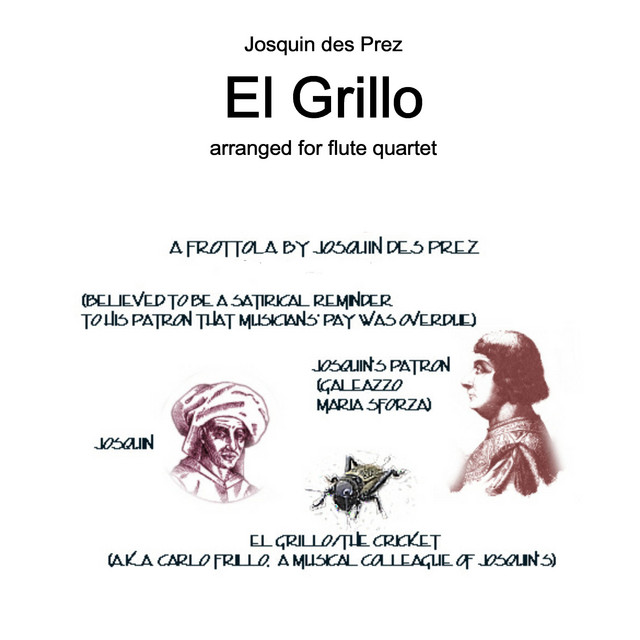 Josquin des Prez
El Grillo
arranged for flute quartet
A FROTTOLA BY JOSQUIN DES PREZ
(BELIEVED TO BE A SATIRICAL REMINDER
TO HIS PATRON THAT MUSICIANS' PAY WAS OVERDUE)
JOSQUIN'S PATRON
(GALEAZZO
MARIA SFORZA)
JOSQUIN
EL GRILLO/THE CRICKET
(A.K.A CARLO FRILLO, A MUSICAL COLLEAGUE OF JOSQUIN'S)